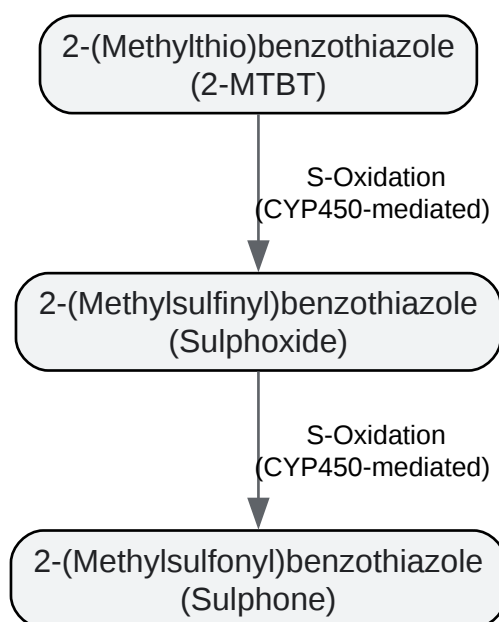 2-(Methylthio)benzothiazole
(2-MTBT)
S-Oxidation
(CYP450-mediated)
2-(Methylsulfinyl)benzothiazole
(Sulphoxide)
S-Oxidation
(CYP450-mediated)
2-(Methylsulfonyl)benzothiazole
(Sulphone)